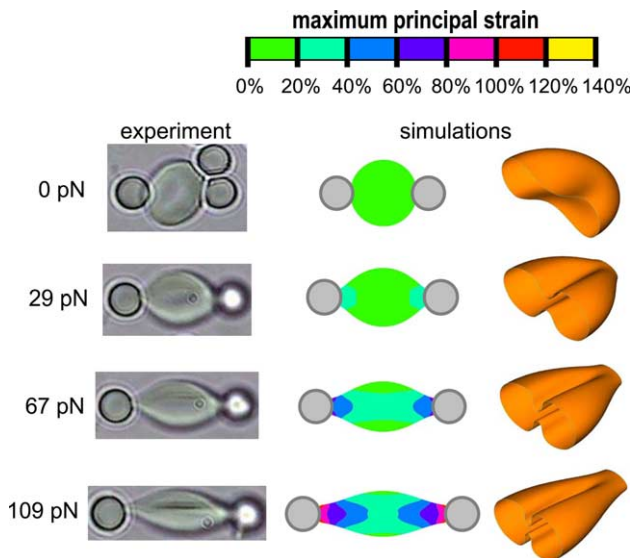 maximum principal strain
0% 20% 40% 60% 80% 100% 120% 140%
experiment simulations
0 pN
29 pN
67 pN
109 pN